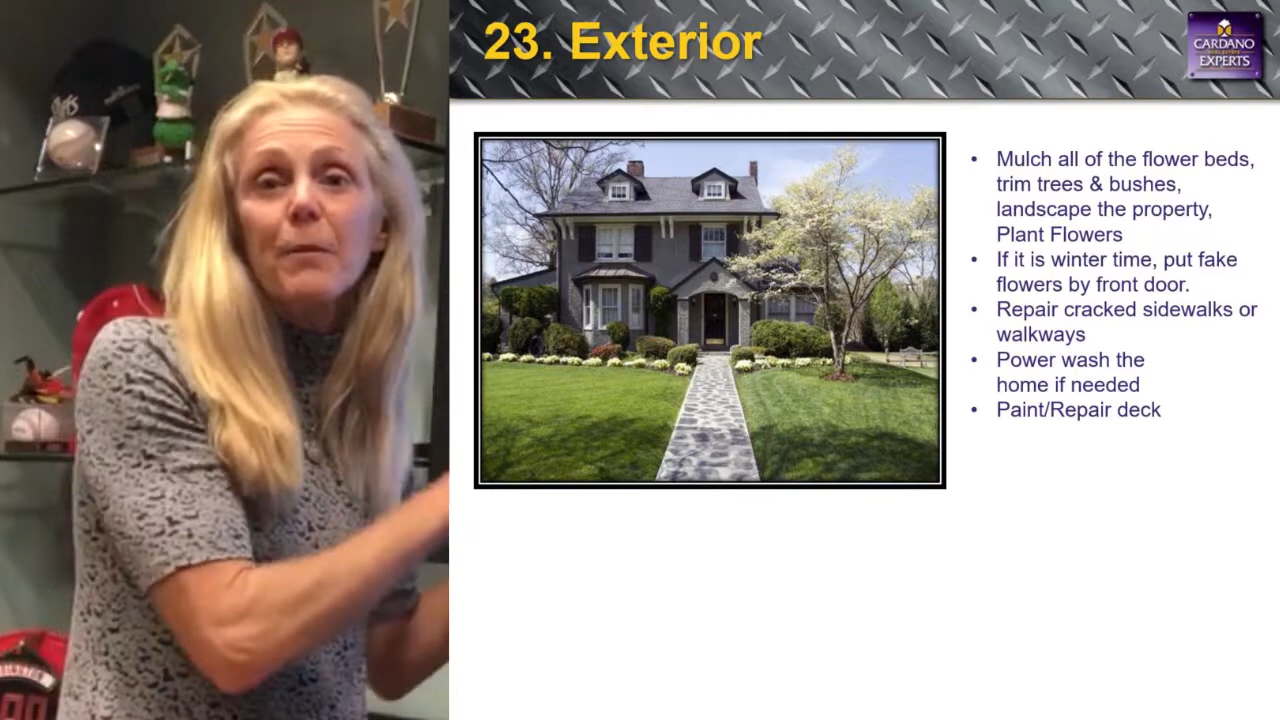 23. Exterior
CARDANO
REAL ESTATE
EXPERTS
• Mulch all of the flower beds,
trim trees & bushes,
landscape the property,
Plant Flowers
• If it is winter time, put fake
flowers by front door.
• Repair cracked sidewalks or
walkways
• Power wash the
home if needed
• Paint/Repair deck